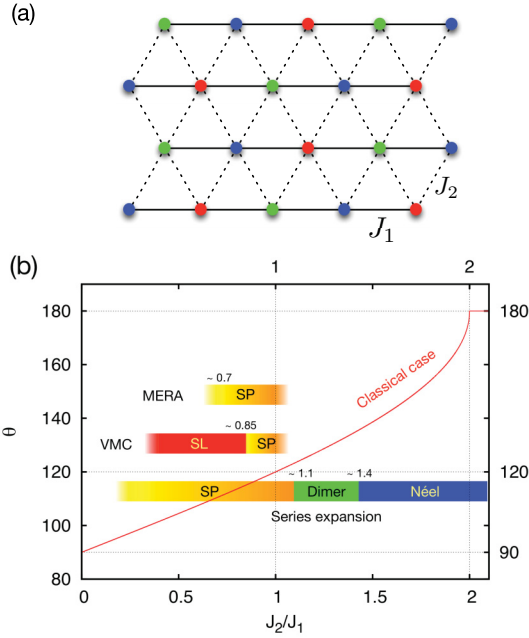 (a)
J2
J1
(b)
1 2
180 180
160
MERA ~ 0.7 SP
140
Classical case
VMC SL ~ 0.85 SP
θ
120 120
SP ~ 1.1 Dimer ~ 1.4 Néel
Series expansion
100
90
80
0 0.5 1 1.5 2
J2/J1